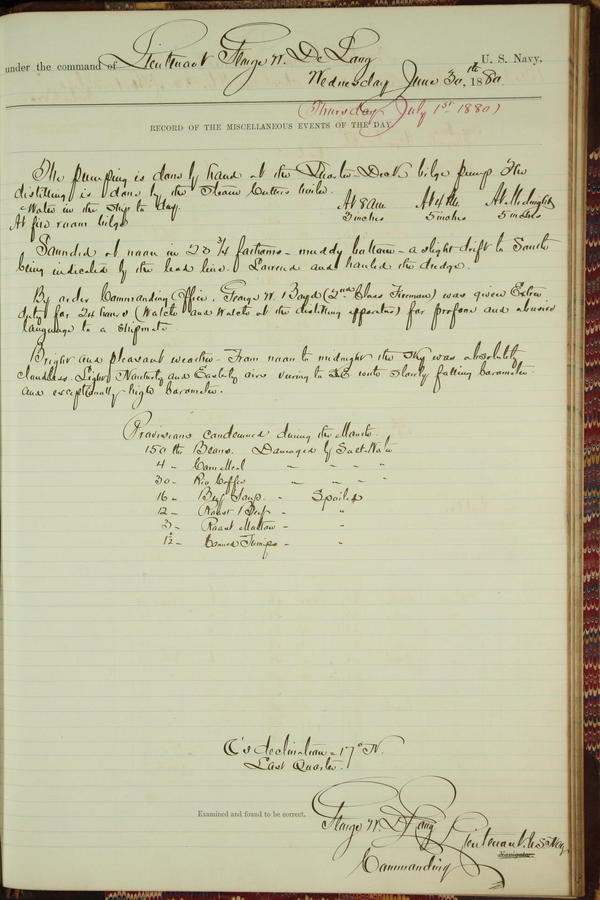 under the command of Lieutenant George W. De Long U. S. Navy,
Wednesday June 30th, 1880
(Thursday July 1st 1880)
RECORD OF THE MISCELLANEOUS EVENTS OF THE DAY.
The pumping is done by hand at the Quarter Deck bilge pump. The
distilling is done by the Steam Cutters boiler.
Water in the Ship to day. At 8 am At 4 PM At Midnight
At fire room bilge 3 inches 5 inches 5 inches
Sounded at noon in 20 3/4 fathoms - muddy bottom - a slight drift to South
being indicated by the lead line. Lowered and hauled the dredge.
By order Commanding Officer, George W. Boyd (2nd Class Fireman) was given Extra
duty for 24 hours (Watch and Watch at the distilling apparatus) for profane and abusive
language to a Shipmate.
Bright and pleasant weather - From noon to midnight the Sky was absolutely
cloudless. Light Northerly and Easterly airs veering to SE with slowly falling barometer
and exceptionally high barometer.
Provisions condemned during the Month.
150 lbs Beans. Damaged by Salt Water
4 " Corn Meal " " "
30 " Rio Coffee " " "
16 " Beef Soup. " Spoiled
12 " Roast Beef " "
3 " Roast Mutton " "
12 " Canned Turnips " "
☾'s declination 17° N.
Last Quarter.
Examined and found to be correct.
George W. De Long Lieutenant U.S. Navy
Navigator.
Commanding